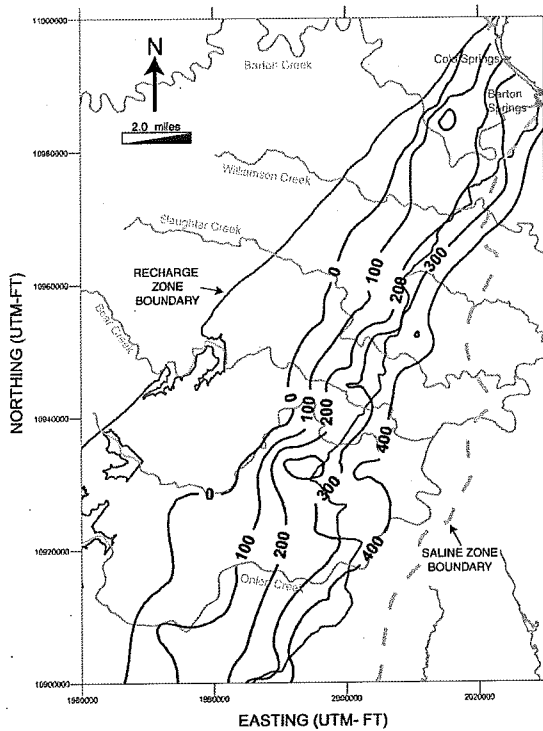 11000000
N
Barton Creek
Cold Springs
Barton
Springs
2.0 miles
10980000
Williamson Creek
Slaughter Creek
RECHARGE
ZONE
BOUNDARY
0
100
200
300
10960000
NORTHING (UTM-FT)
Bear Creek
0
100
200
400
10940000
0
300
100
200
400
SALINE ZONE
BOUNDARY
10920000
Onion Creek
10900000
2000000
2020000
EASTING (UTM- FT)